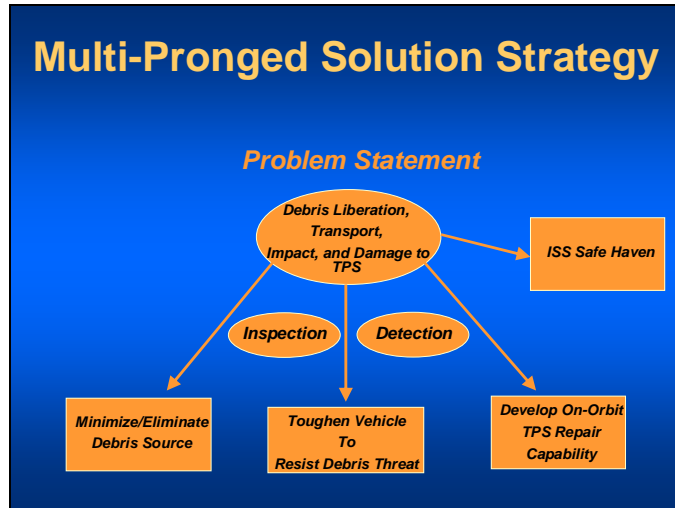 Multi-Pronged Solution Strategy
Problem Statement
Debris Liberation,
Transport,
Impact, and Damage to
TPS
ISS Safe Haven
Inspection
Detection
Minimize/Eliminate
Debris Source
Toughen Vehicle
To
Resist Debris Threat
Develop On-Orbit
TPS Repair
Capability